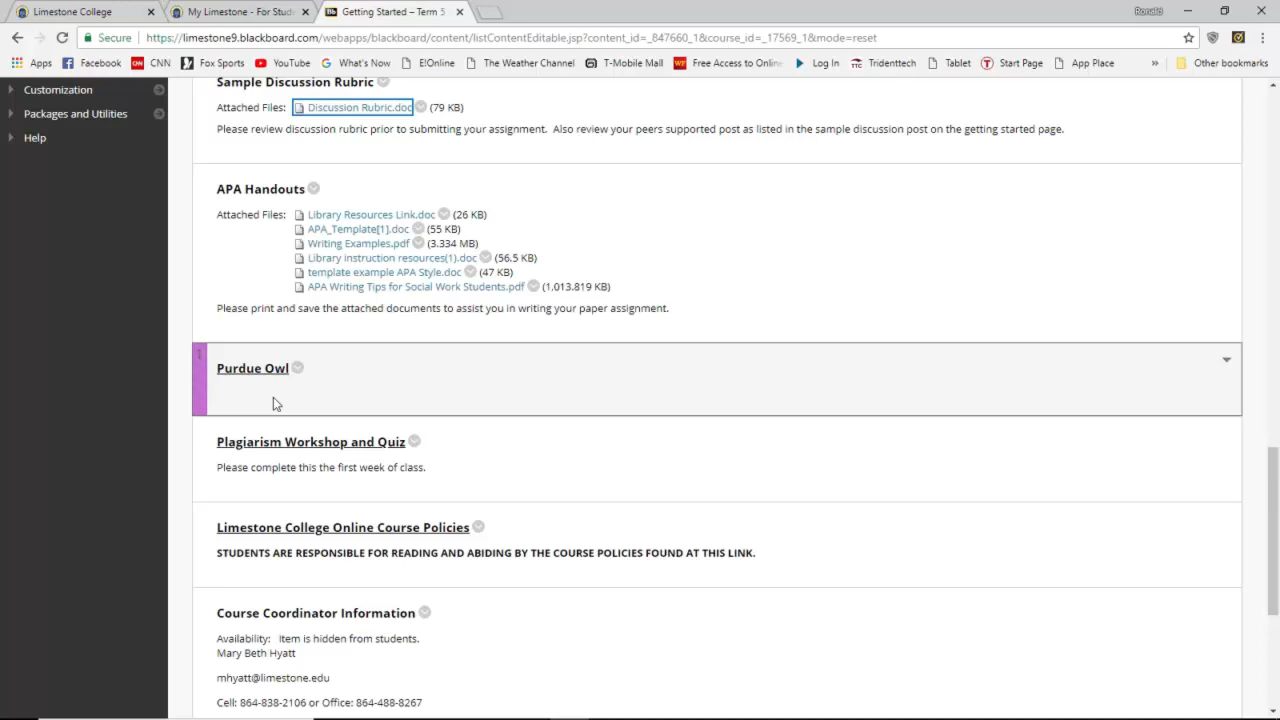 Limestone College
My Limestone - For Stud
Getting Started – Term 5
Ronald
Secure
https://limestone9.blackboard.com/webapps/blackboard/content/listContentEditable.jsp?content_id=_847660_1&course_id=_17569_1&mode=reset
Apps Facebook CNN Fox Sports YouTube What's Now E!Online The Weather Channel T-Mobile Mall Free Access to Online Log In Tridenttech Tablet Start Page App Place » Other bookmarks
Customization
Packages and Utilities
Help
Sample Discussion Rubric
Attached Files: Discussion Rubric.doc (79 KB)
Please review discussion rubric prior to submitting your assignment. Also review your peers supported post as listed in the sample discussion post on the getting started page.
APA Handouts
Attached Files: Library Resources Link.doc (26 KB)
APA_Template[1].doc (55 KB)
Writing Examples.pdf (3.334 MB)
Library instruction resources(1).doc (56.5 KB)
template example APA Style.doc (47 KB)
APA Writing Tips for Social Work Students.pdf (1,013.819 KB)
Please print and save the attached documents to assist you in writing your paper assignment.
Purdue Owl
Plagiarism Workshop and Quiz
Please complete this the first week of class.
Limestone College Online Course Policies
STUDENTS ARE RESPONSIBLE FOR READING AND ABIDING BY THE COURSE POLICIES FOUND AT THIS LINK.
Course Coordinator Information
Availability: Item is hidden from students.
Mary Beth Hyatt
mhyatt@limestone.edu
Cell: 864-838-2106 or Office: 864-488-8267